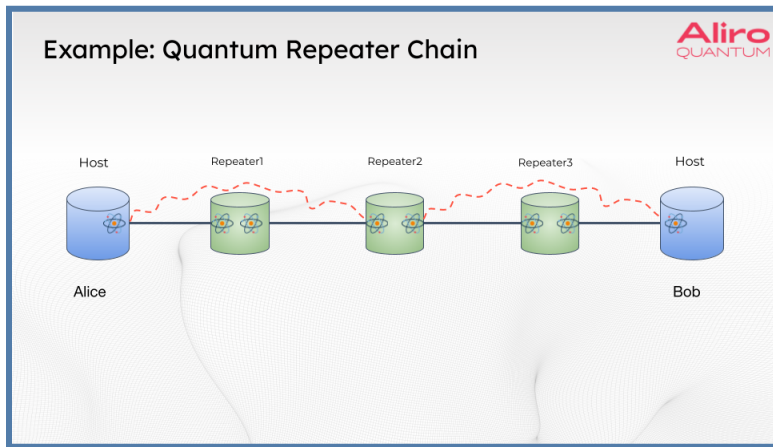 Example: Quantum Repeater Chain
Aliro
QUANTUM
Host
Repeater1
Repeater2
Repeater3
Host
Alice
Bob